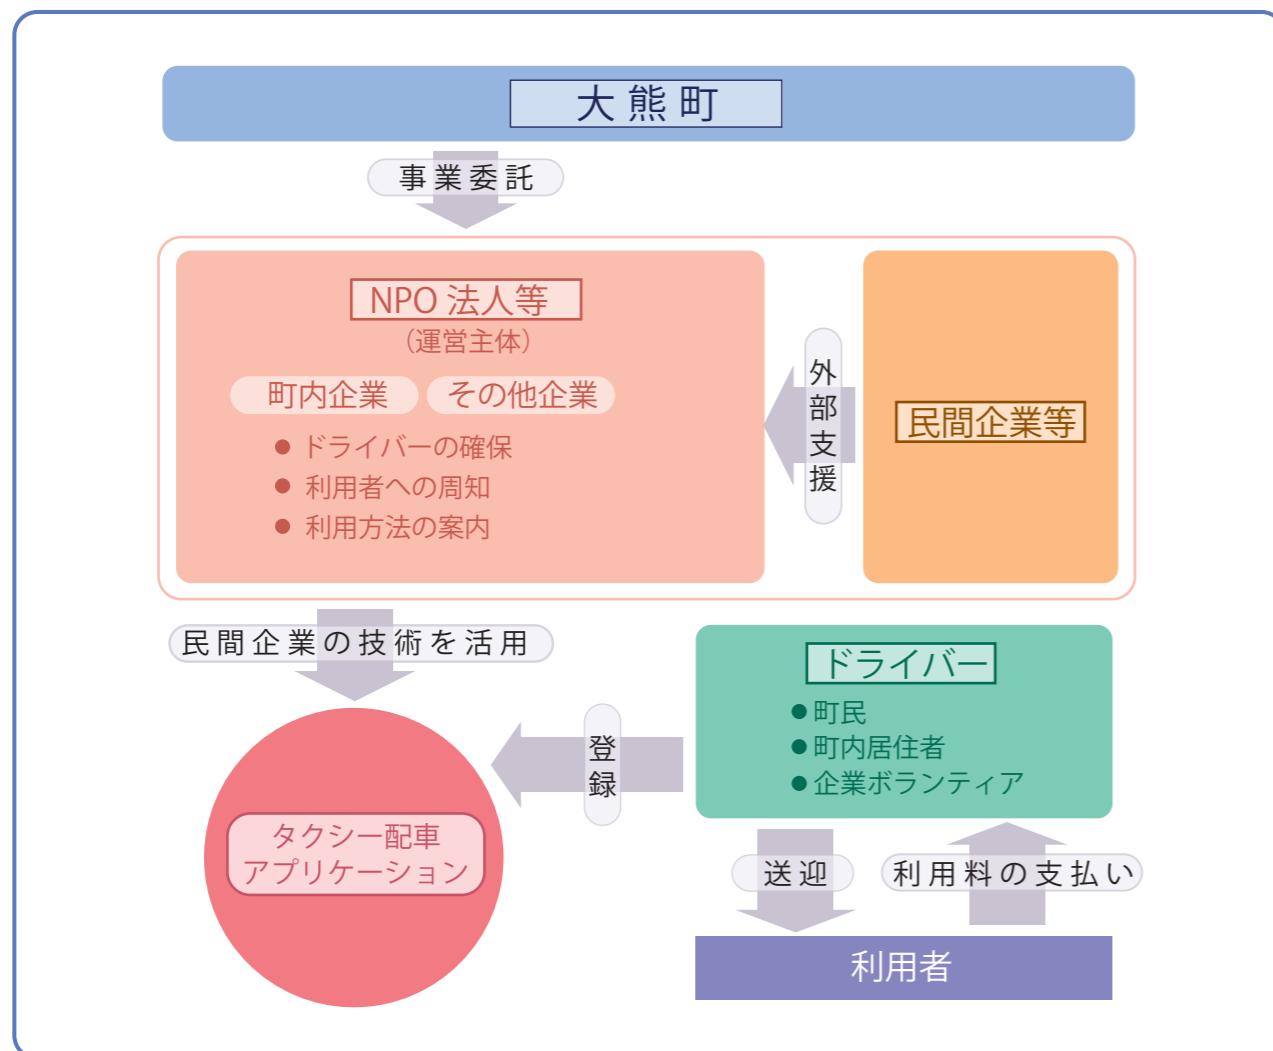 大熊町
事業委託
NPO 法人等
（運営主体）
町内企業
その他企業
ドライバーの確保
利用者への周知
利用方法の案内
外部支援
民間企業等
民間企業の技術を活用
ドライバー
町民
町内居住者
企業ボランティア
登録
タクシー配車
アプリケーション
送迎
利用料の支払い
利用者